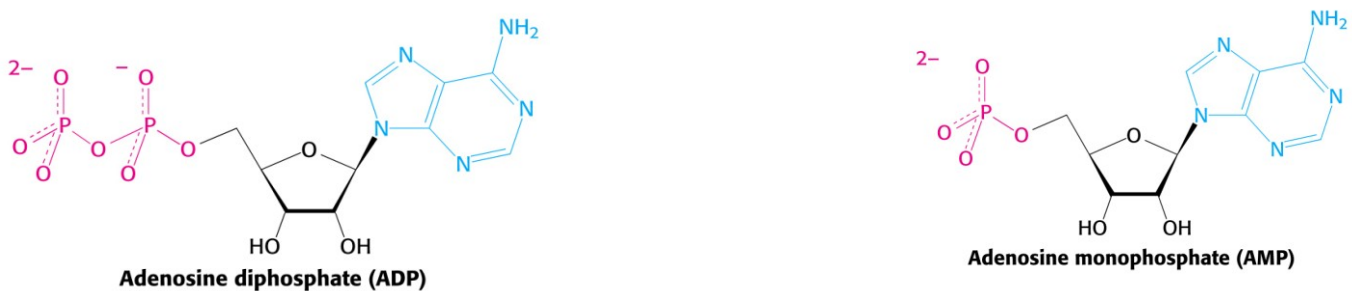 NH₂
2–
–
O
O
N
N
O
P
O
P
O
O
O
O
O
N
N
HO
OH
Adenosine diphosphate (ADP)
NH₂
2–
O
N
N
O
P
O
O
O
N
N
HO
OH
Adenosine monophosphate (AMP)